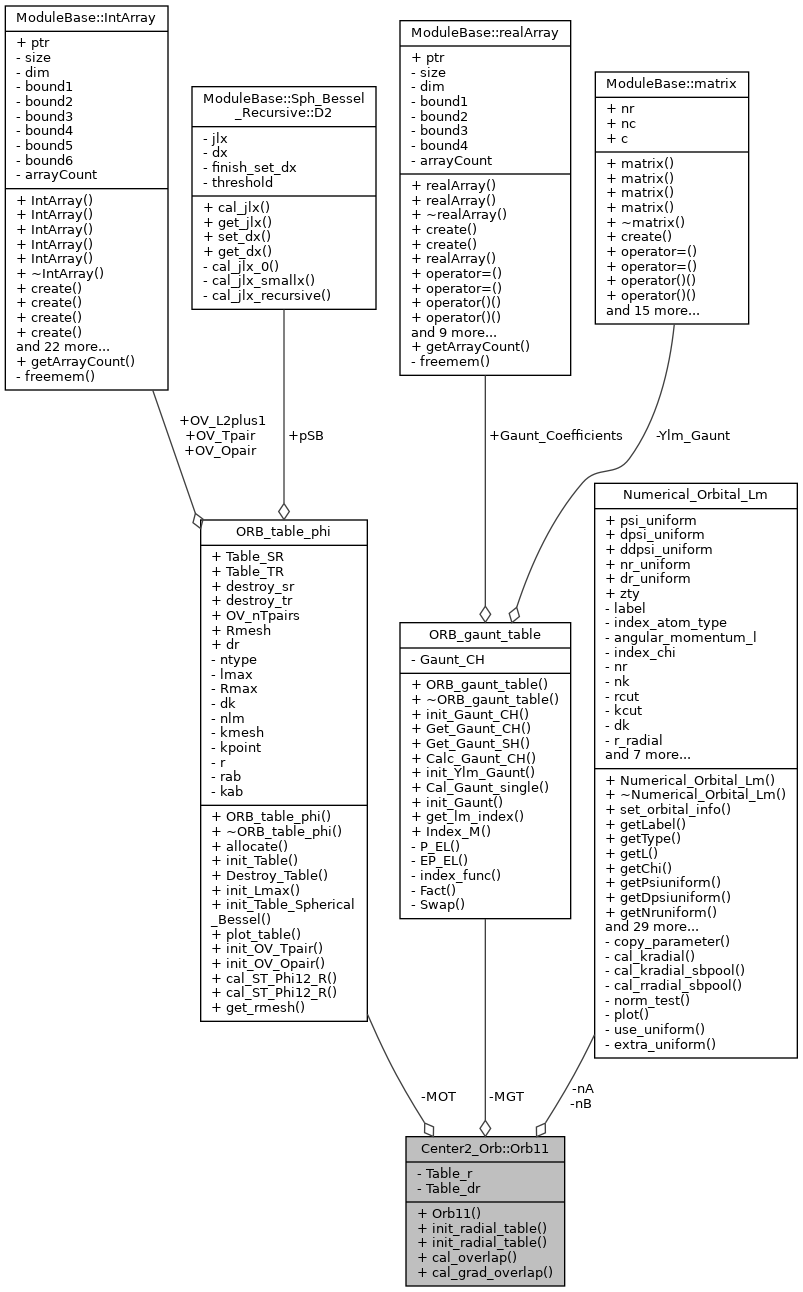 ModuleBase::IntArray
+ ptr
- size
- dim
- bound1
- bound2
- bound3
- bound4
- bound5
- bound6
- arrayCount
+ IntArray()
+ IntArray()
+ IntArray()
+ IntArray()
+ IntArray()
+ ~IntArray()
+ create()
+ create()
+ create()
+ create()
and 22 more...
+ getArrayCount()
- freemem()
ModuleBase::Sph_Bessel
_Recursive::D2
- jlx
- dx
- finish_set_dx
- threshold
+ cal_jlx()
+ get_jlx()
+ set_dx()
+ get_dx()
- cal_jlx_0()
- cal_jlx_smallx()
- cal_jlx_recursive()
ModuleBase::realArray
+ ptr
- size
- dim
- bound1
- bound2
- bound3
- bound4
- arrayCount
+ realArray()
+ realArray()
+ ~realArray()
+ create()
+ create()
+ realArray()
+ operator=()
+ operator=()
+ operator()()
+ operator()()
and 9 more...
+ getArrayCount()
- freemem()
ModuleBase::matrix
+ nr
+ nc
+ c
+ matrix()
+ matrix()
+ matrix()
+ matrix()
+ ~matrix()
+ create()
+ operator=()
+ operator=()
+ operator()()
+ operator()()
and 15 more...
+OV_L2plus1
+OV_Tpair
+OV_Opair
+pSB
+Gaunt_Coefficients
-Ylm_Gaunt
ORB_table_phi
+ Table_SR
+ Table_TR
+ destroy_sr
+ destroy_tr
+ OV_nTpairs
+ Rmesh
+ dr
- ntype
- lmax
- Rmax
- dk
- nlm
- kmesh
- kpoint
- r
- rab
- kab
+ ORB_table_phi()
+ ~ORB_table_phi()
+ allocate()
+ init_Table()
+ Destroy_Table()
+ init_Lmax()
+ init_Table_Spherical
_Bessel()
+ plot_table()
+ init_OV_Tpair()
+ init_OV_Opair()
+ cal_ST_Phi12_R()
+ cal_ST_Phi12_R()
+ get_rmesh()
ORB_gaunt_table
- Gaunt_CH
+ ORB_gaunt_table()
+ ~ORB_gaunt_table()
+ init_Gaunt_CH()
+ Get_Gaunt_CH()
+ Get_Gaunt_SH()
+ Calc_Gaunt_CH()
+ init_Ylm_Gaunt()
+ Cal_Gaunt_single()
+ init_Gaunt()
+ get_lm_index()
+ Index_M()
- P_EL()
- EP_EL()
- index_func()
- Fact()
- Swap()
Numerical_Orbital_Lm
+ psi_uniform
+ dpsi_uniform
+ ddpsi_uniform
+ nr_uniform
+ dr_uniform
+ zty
- label
- index_atom_type
- angular_momentum_l
- index_chi
- nr
- nk
- rcut
- kcut
- dk
- r_radial
and 7 more...
+ Numerical_Orbital_Lm()
+ ~Numerical_Orbital_Lm()
+ set_orbital_info()
+ getLabel()
+ getType()
+ getL()
+ getChi()
+ getPsiuniform()
+ getDpsiuniform()
+ getNruniform()
and 29 more...
- copy_parameter()
- cal_kradial()
- cal_kradial_sbpool()
- cal_rradial_sbpool()
- norm_test()
- plot()
- use_uniform()
- extra_uniform()
-MOT
-MGT
-nA
-nB
Center2_Orb::Orb11
- Table_r
- Table_dr
+ Orb11()
+ init_radial_table()
+ init_radial_table()
+ cal_overlap()
+ cal_grad_overlap()